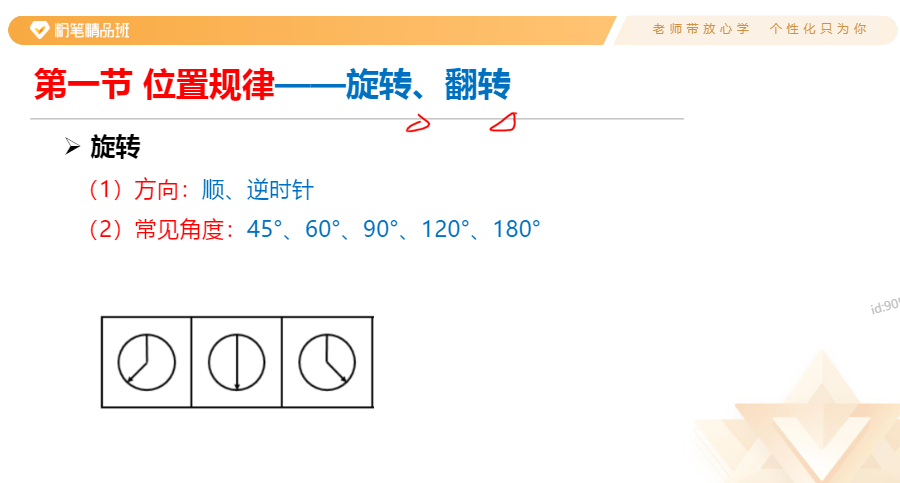 粉笔精品班
老师带放心学 个性化只为你
第一节 位置规律——旋转、翻转
➢ 旋转
（1）方向：顺、逆时针
（2）常见角度：45°、60°、90°、120°、180°